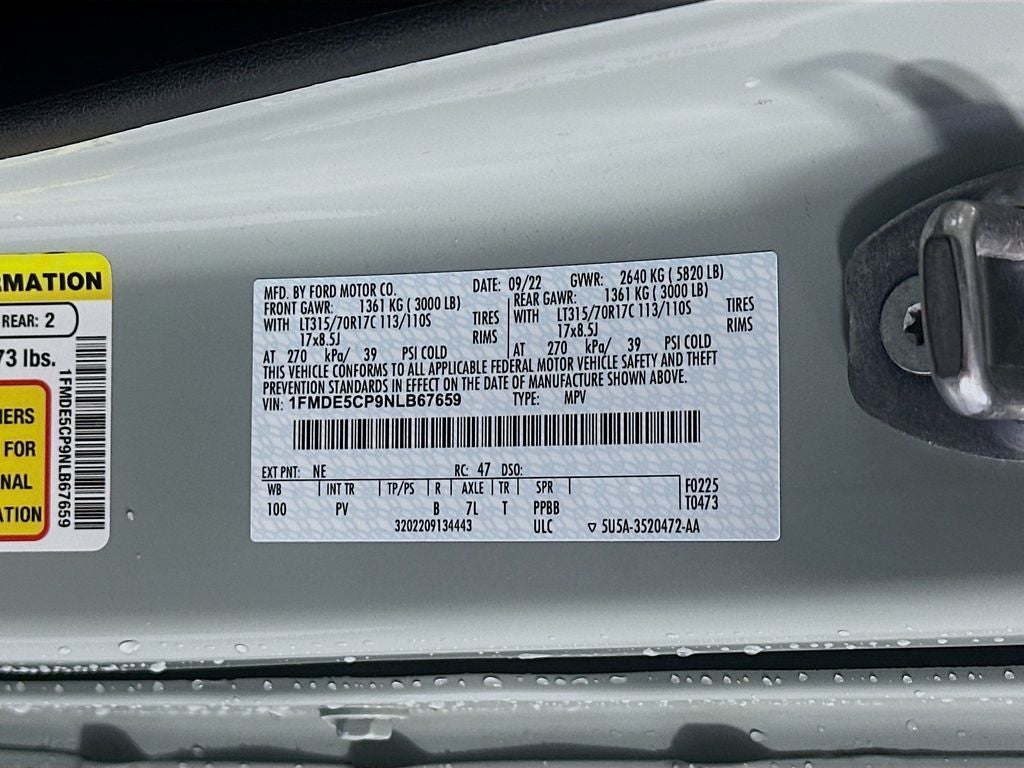 RMATION
REAR: 2
73 lbs.
NERS
FOR
NAL
ATION
1FMDE5CP9NLB67659
MFD. BY FORD MOTOR CO. DATE: 09/22 GVWR: 2640 KG ( 5820 LB)
FRONT GAWR: 1361 KG ( 3000 LB) REAR GAWR: 1361 KG ( 3000 LB)
WITH LT315/70R17C 113/110S TIRES WITH LT315/70R17C 113/110S TIRES
17x8.5J RIMS 17x8.5J RIMS
AT 270 kPa/ 39 PSI COLD AT 270 kPa/ 39 PSI COLD
THIS VEHICLE CONFORMS TO ALL APPLICABLE FEDERAL MOTOR VEHICLE SAFETY AND THEFT
PREVENTION STANDARDS IN EFFECT ON THE DATE OF MANUFACTURE SHOWN ABOVE.
VIN: 1FMDE5CP9NLB67659 TYPE: MPV
EXT PNT: NE RC: 47 DSO:
WB INT TR TP/PS R AXLE TR SPR F0225
100 PV B 7L T PPBB T0473
3202209134443 ULC ▽ 5U5A-3520472-AA